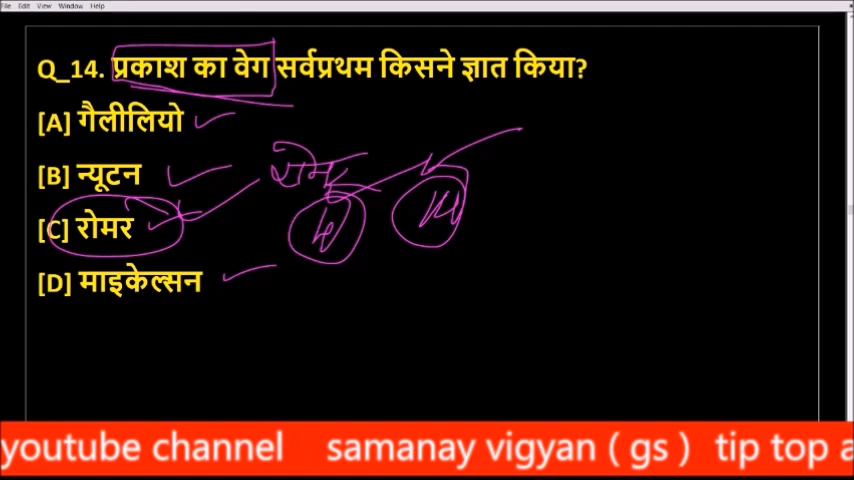 File Edit View Window Help
Q_14. प्रकाश का वेग सर्वप्रथम किसने ज्ञात किया?
[A] गैलीलियो
[B] न्यूटन
[C] रोमर
[D] माइकेल्सन
youtube channel samanay vigyan ( gs ) tip top a